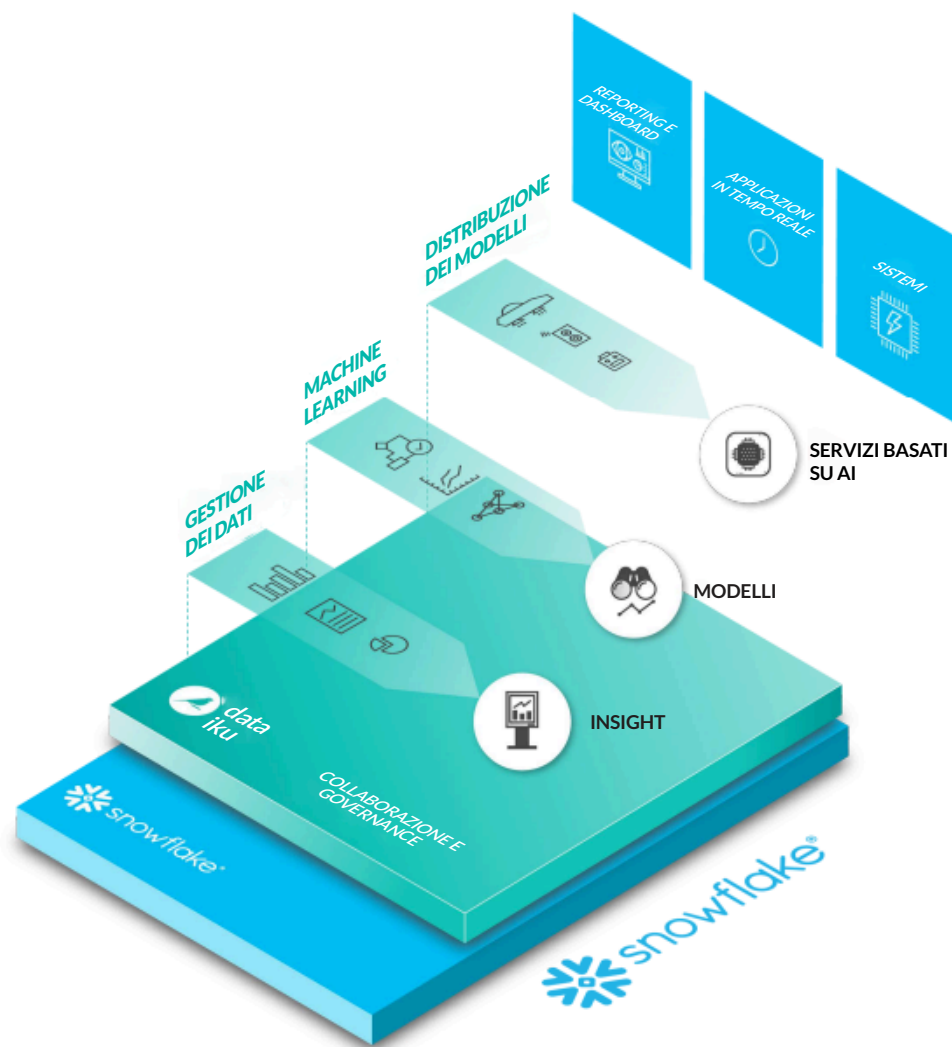 REPORTING E
DASHBOARD
APPLICAZIONI
IN TEMPO REALE
SISTEMI
DISTRIBUZIONE
DEI MODELLI
MACHINE
LEARNING
GESTIONE
DEI DATI
SERVIZI BASATI
SU AI
MODELLI
INSIGHT
data
iku
COLLABORAZIONE E
GOVERNANCE
snowflake®
snowflake®